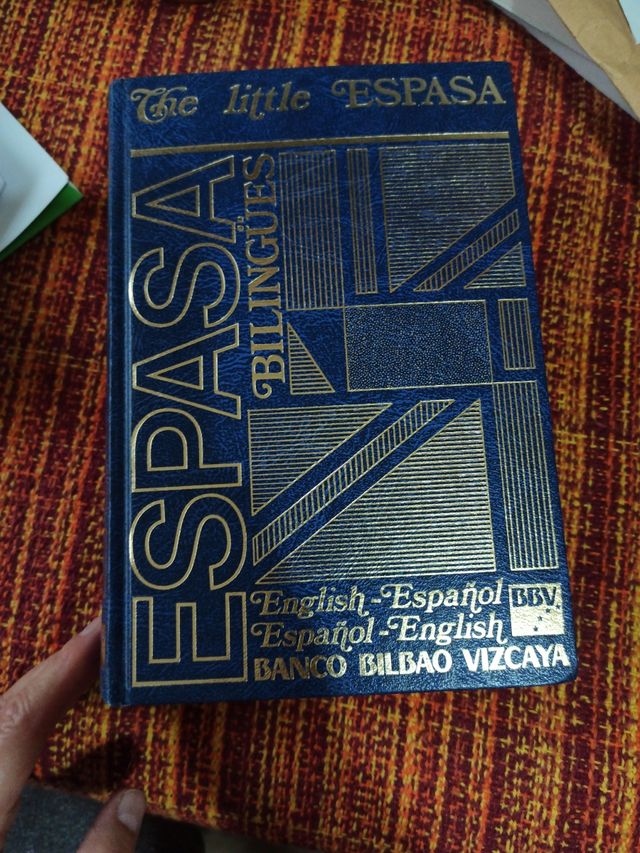 The little ESPASA
ESPASA
BILINGÜES
English-Español
Español-English
BBV
BANCO BILBAO VIZCAYA